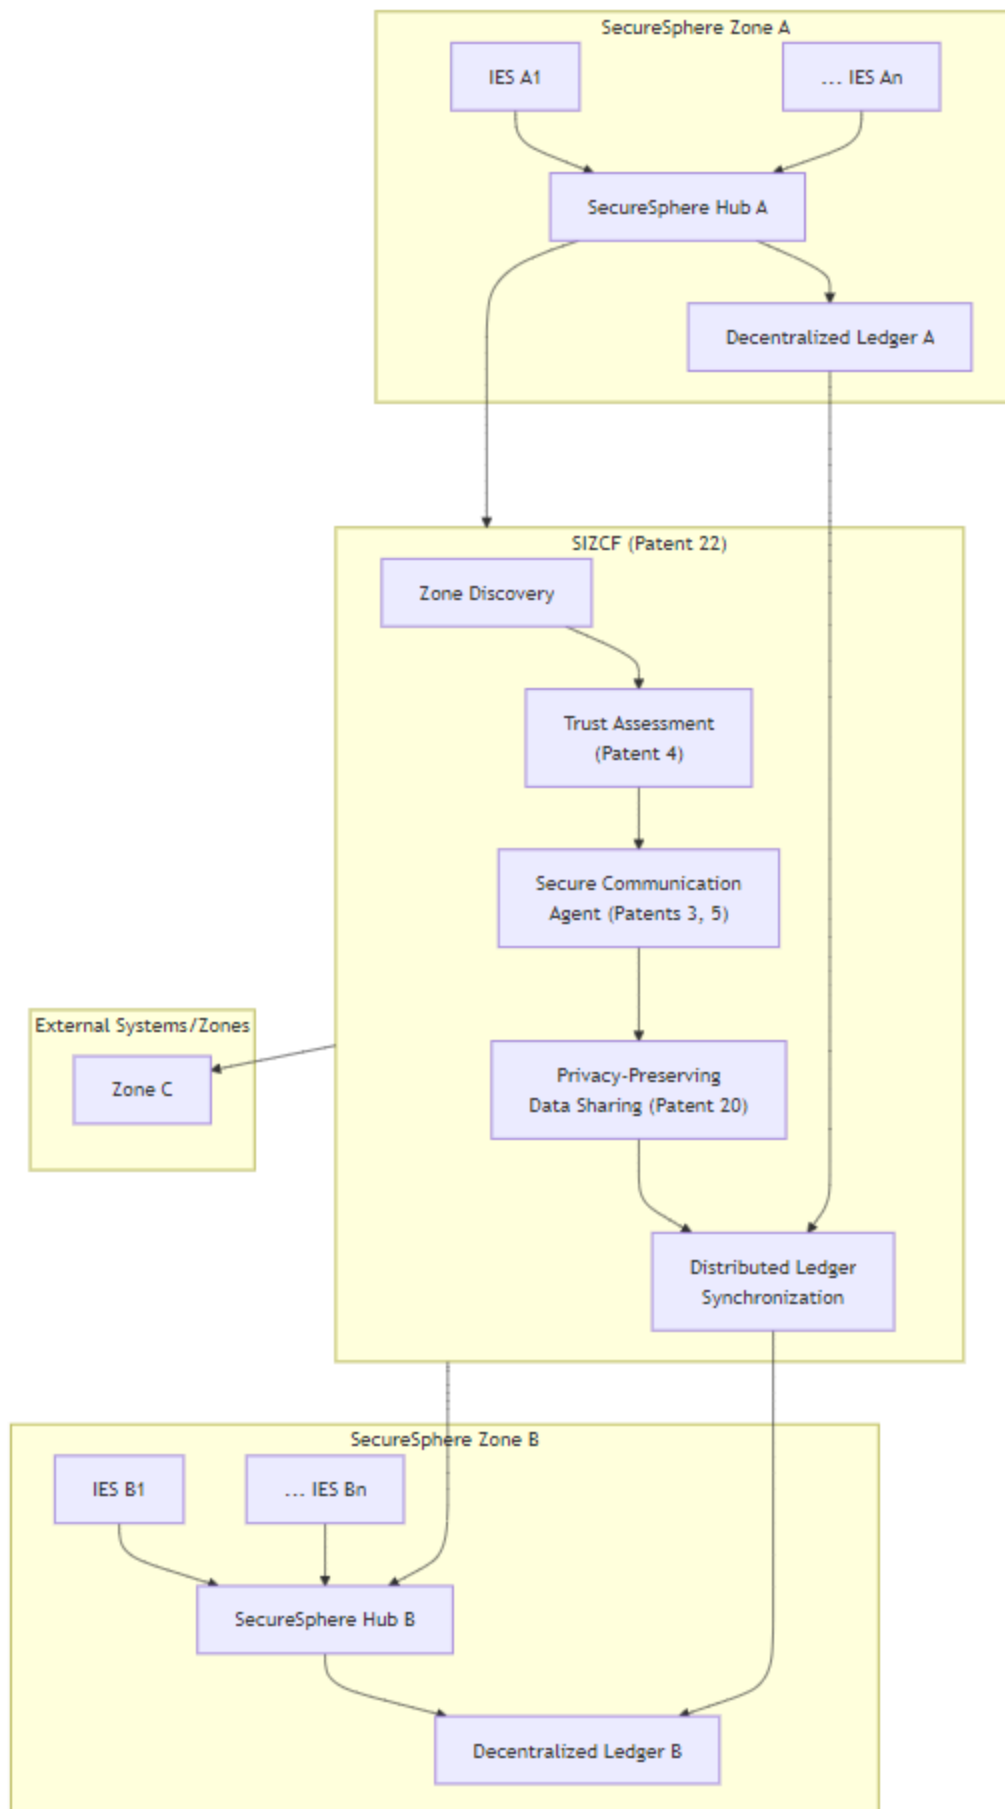 SecureSphere Zone A
IES A1
... IES An
SecureSphere Hub A
Decentralized Ledger A
SIZCF (Patent 22)
Zone Discovery
Trust Assessment
(Patent 4)
Secure Communication
Agent (Patents 3, 5)
External Systems/Zones
Zone C
Privacy-Preserving
Data Sharing (Patent 20)
Distributed Ledger
Synchronization
SecureSphere Zone B
IES B1
... IES Bn
SecureSphere Hub B
Decentralized Ledger B